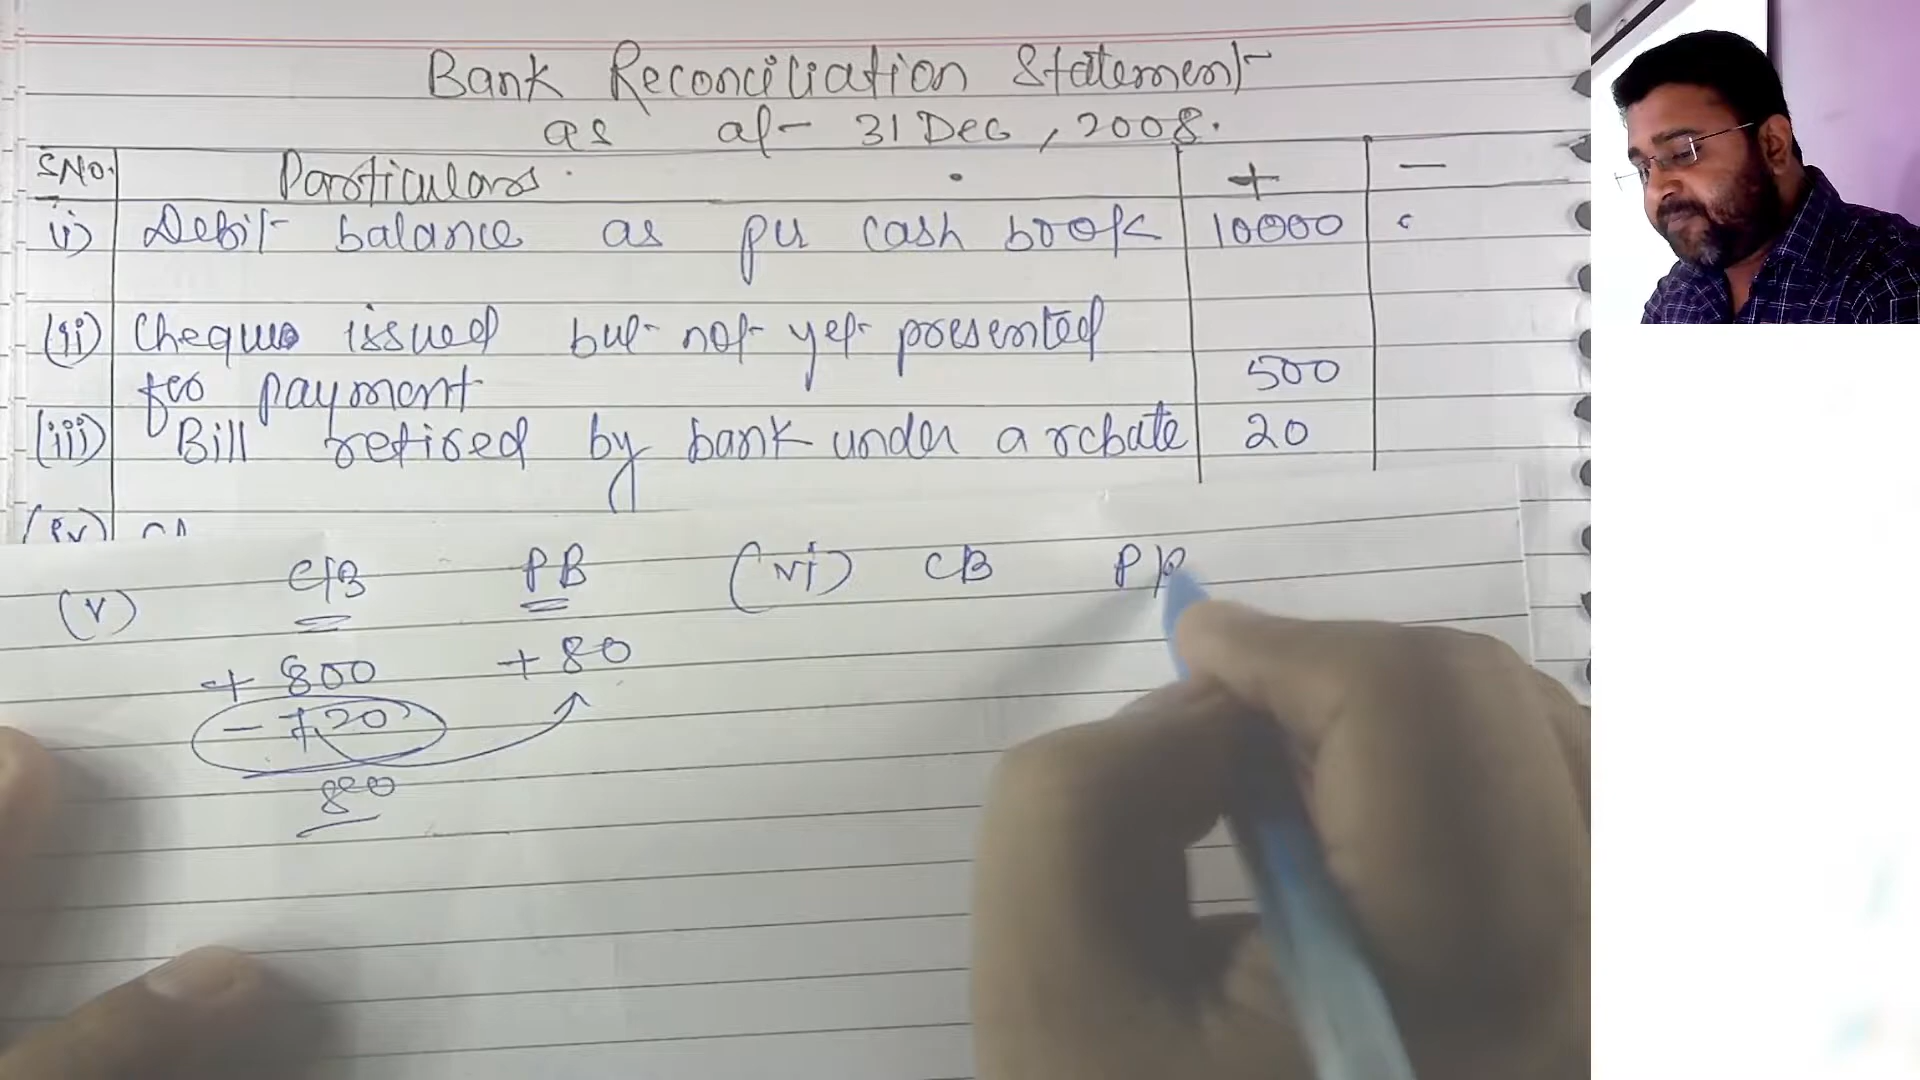 Bank Reconciliation Statement
as at 31 Dec, 2008.
SNO. Particulars. + -
(i) Debit balance as per cash book 10000
(ii) Cheques issued but not yet presented
for payment 500
(iii) Bill retired by bank under a rebate 20
(iv)
(v) C/B PB (vi) CB PB
+ 800 + 80
- 720
80